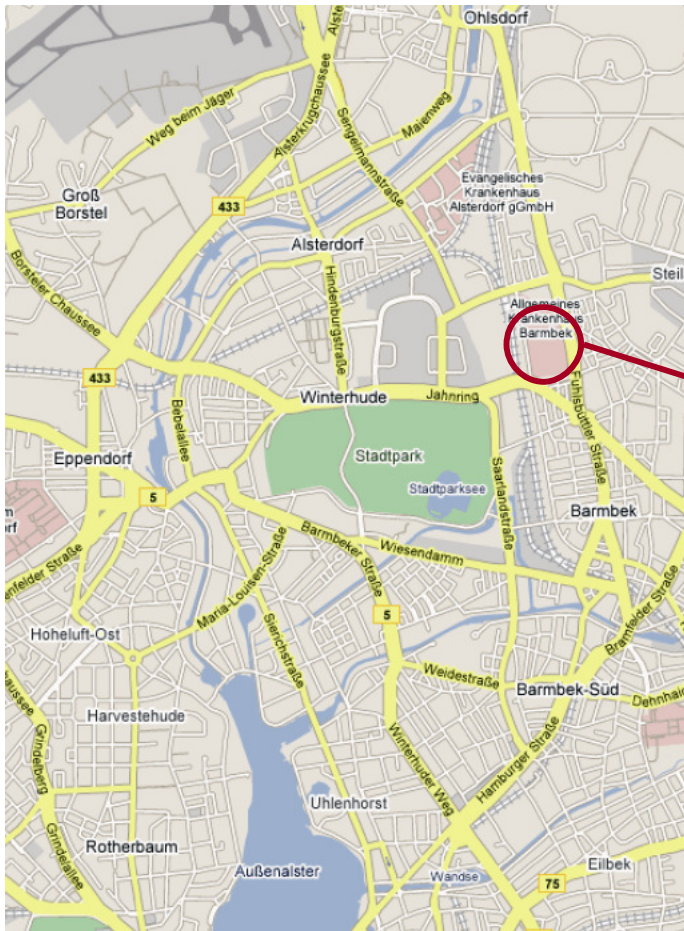 Ohlsdorf
Weg beim Jäger
Alsterkrugchaussee
Sengelmannstraße
Maienweg
Groß
Borstel
433
Evangelisches
Krankenhaus
Alsterdorf gGmbH
Alsterdorf
Borsteler Chaussee
Hindenburgstraße
Steil
Allgemeines
Krankenhaus
Barmbek
433
Bebelallee
Winterhude
Jahnring
Fuhlsbüttler Straße
Eppendorf
Stadtpark
Stadtparksee
Saarlandstraße
5
Barmbek
Barmbeker Straße
Wiesendamm
Maria-Louisen-Straße
Sierichstraße
Hoheluft-Ost
5
Bramfelder Straße
Weidestraße
Barmbek-Süd
Dehnhaid
Harvestehude
Grindelberg
Winterhuder Weg
Hamburger Straße
Uhlenhorst
Rotherbaum
Grindelallee
Außenalster
Wandse
Eilbek
75